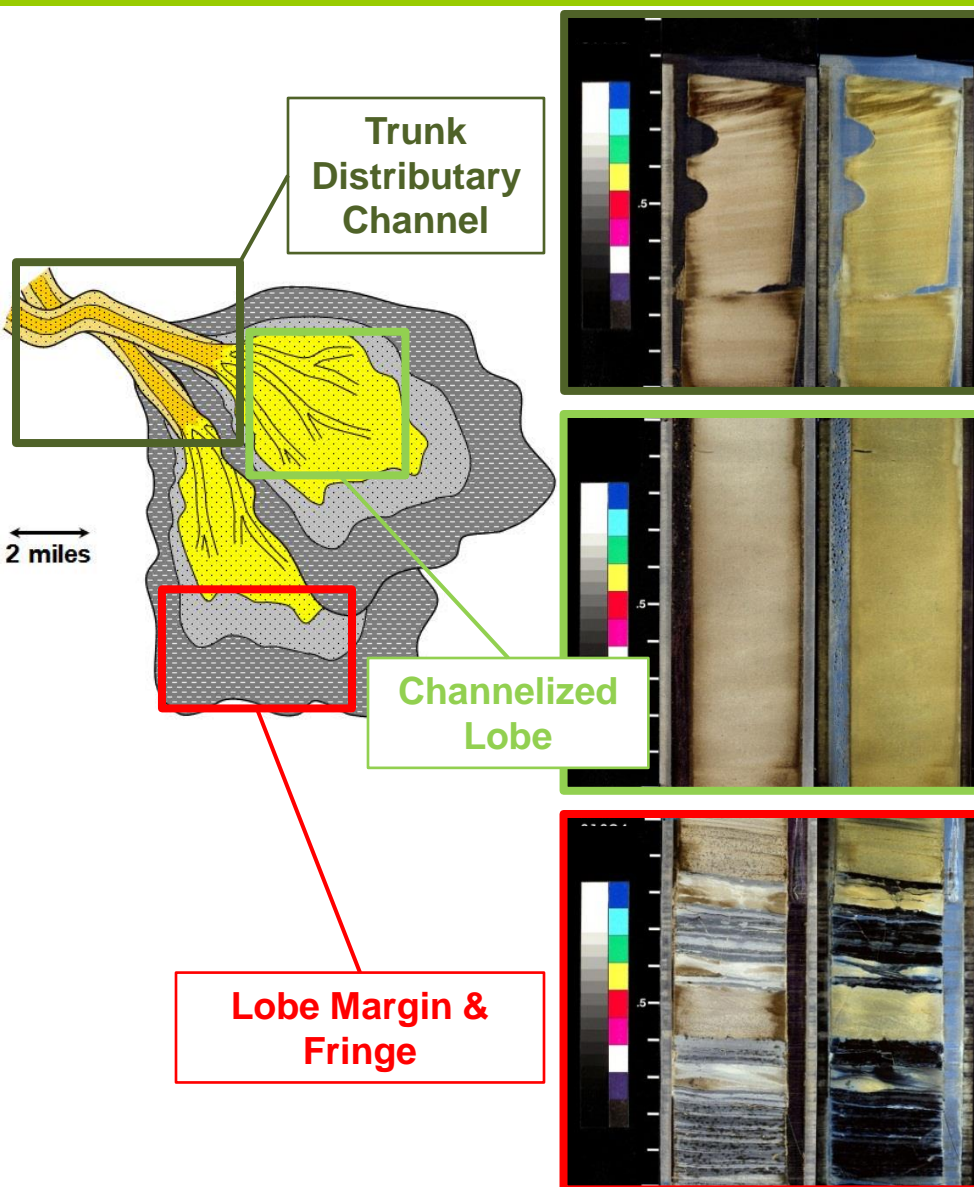 Trunk
Distributary
Channel
2 miles
Channelized
Lobe
Lobe Margin &
Fringe
.5
.5
.5